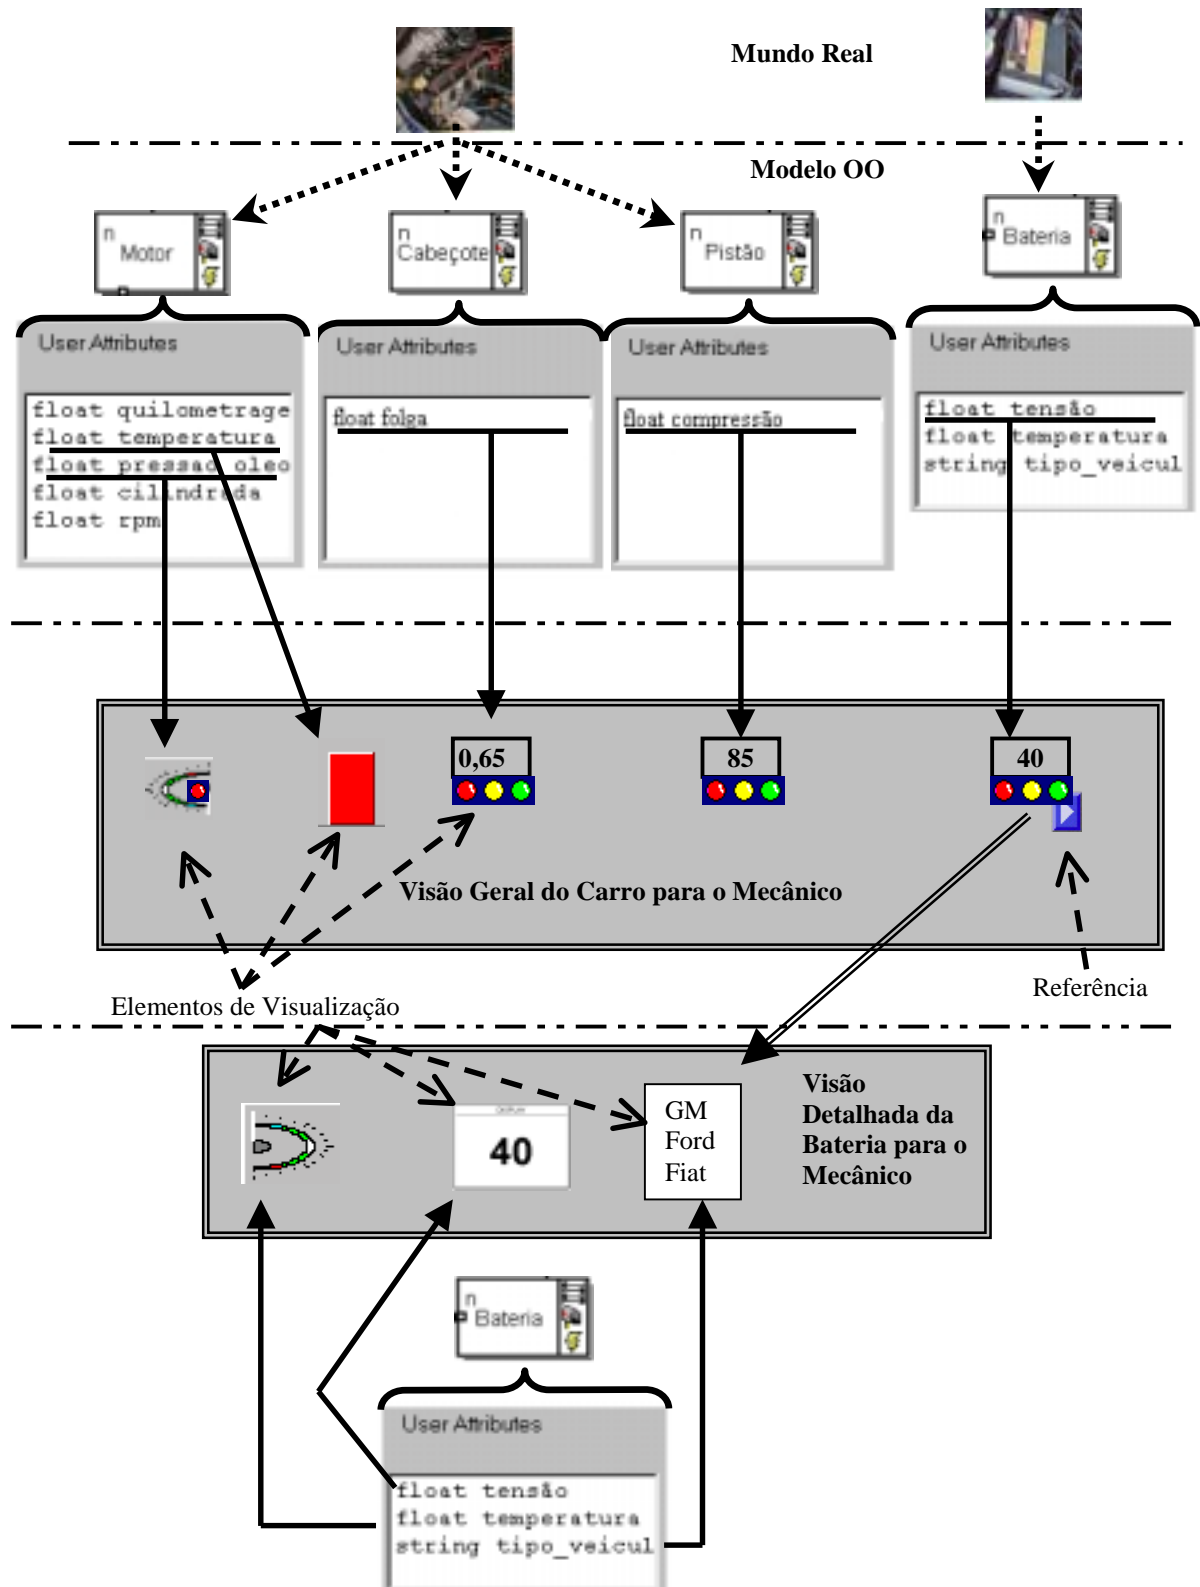 Mundo Real
Modelo OO
n
Motor
n
Cabeçote
n
Pistão
n
Bateria
User Attributes
float quilometrage
float temperatura
float pressao oleo
float cilindrada
float rpm
User Attributes
float folga
User Attributes
float compressão
User Attributes
float tensão
float temperatura
string tipo_veicul
0,65
85
40
Visão Geral do Carro para o Mecânico
Elementos de Visualização
Referência
40
GM
Ford
Fiat
Visão
Detalhada da
Bateria para o
Mecânico
n
Bateria
User Attributes
float tensão
float temperatura
string tipo_veicul